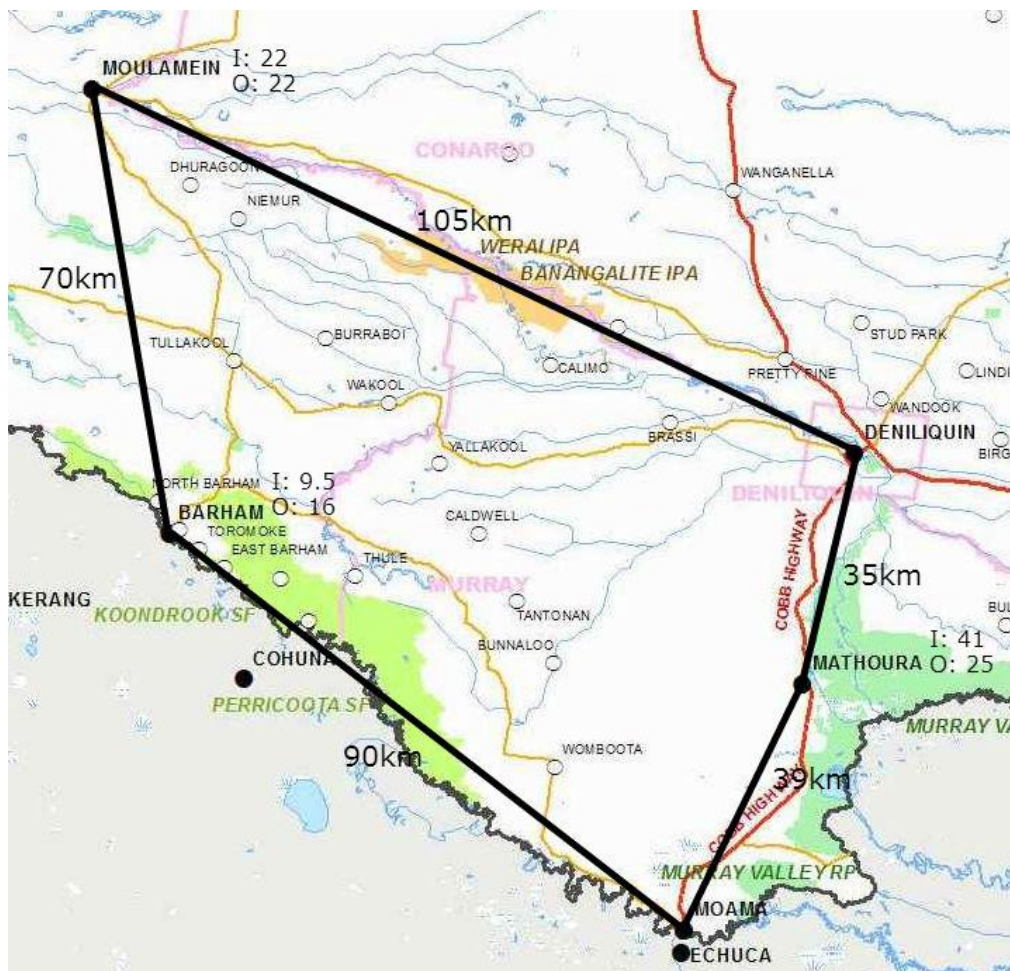 MOULAMEIN
I: 22
O: 22
DHURAGOON
CONARGO
NIEMUR
WANGANELLA
105km
WERAI IPA
BANANGALITE IPA
70km
BURRABOI
STUD PARK
TULLAKOOL
CALIMO
PRETTY PINE
LINDI
WAKOOL
WANDOOK
BRASSI
DENILIQUIN
YALLAKOOL
BIRG
I: 9.5
O: 16
NORTH BARHAM
BARHAM
DENILIQUIN
CALDWELL
TOROMOKE
EAST BARHAM
THULE
COBB HIGHWAY
35km
MURRAY
KERANG
KOONDROOK SF
TANTONAN
BUL
BUNNALOO
I: 41
O: 25
COHUNA
MATHOURA
PERRICOOTA SF
MURRAY VA
90km
WOMBOOTA
39km
COBB HIGHWAY
MURRAY VALLEY RP
MOAMA
ECHUCA